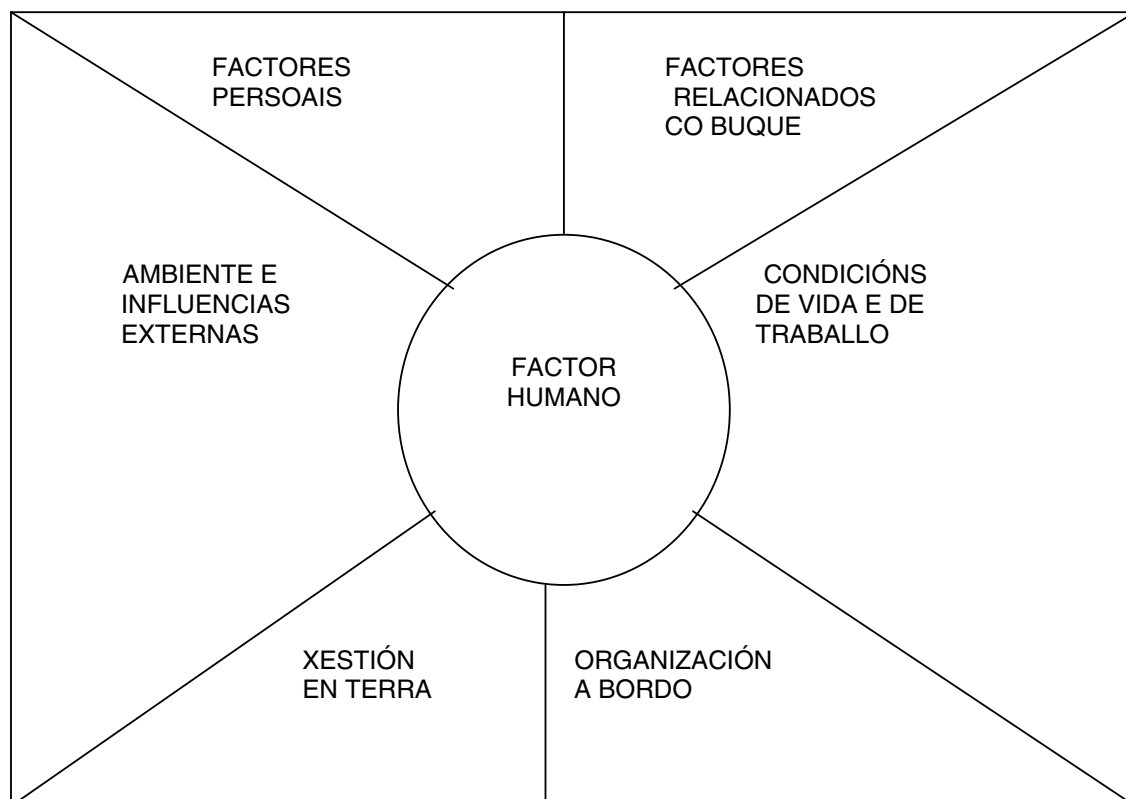 FACTORES
PERSOAIS
FACTORES
RELACIONADOS
CO BUQUE
AMBIENTE E
INFLUENCIAS
EXTERNAS
CONDICIÓNS
DE VIDA E DE
TRABALLO
FACTOR
HUMANO
XESTIÓN
EN TERRA
ORGANIZACIÓN
A BORDO